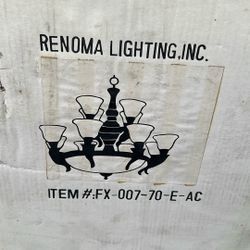 RENOMA LIGHTING,INC.
ITEM #:FX-007-70-E-AC